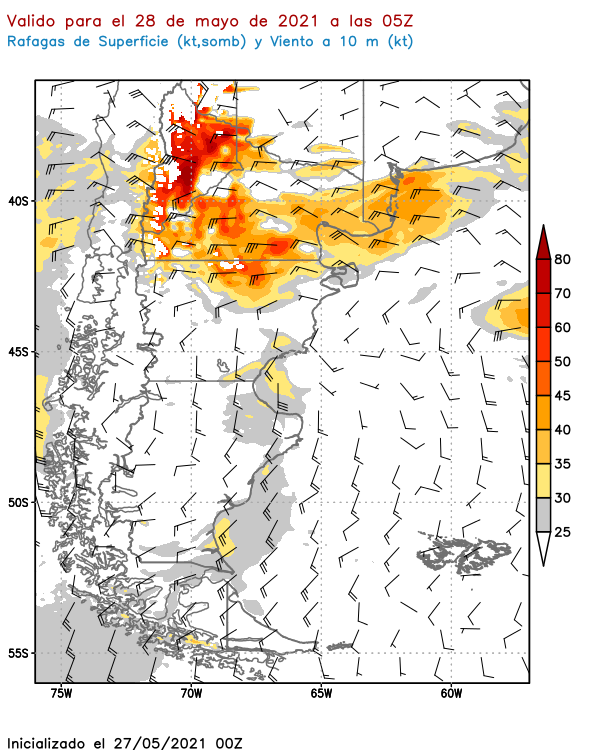 Valido para el 28 de mayo de 2021 a las 05Z
Rafagas de Superficie (kt,somb) y Viento a 10 m (kt)
40S
45S
50S
55S
75W 70W 65W 60W
80
70
60
50
45
40
35
30
25
Inicializado el 27/05/2021 00Z